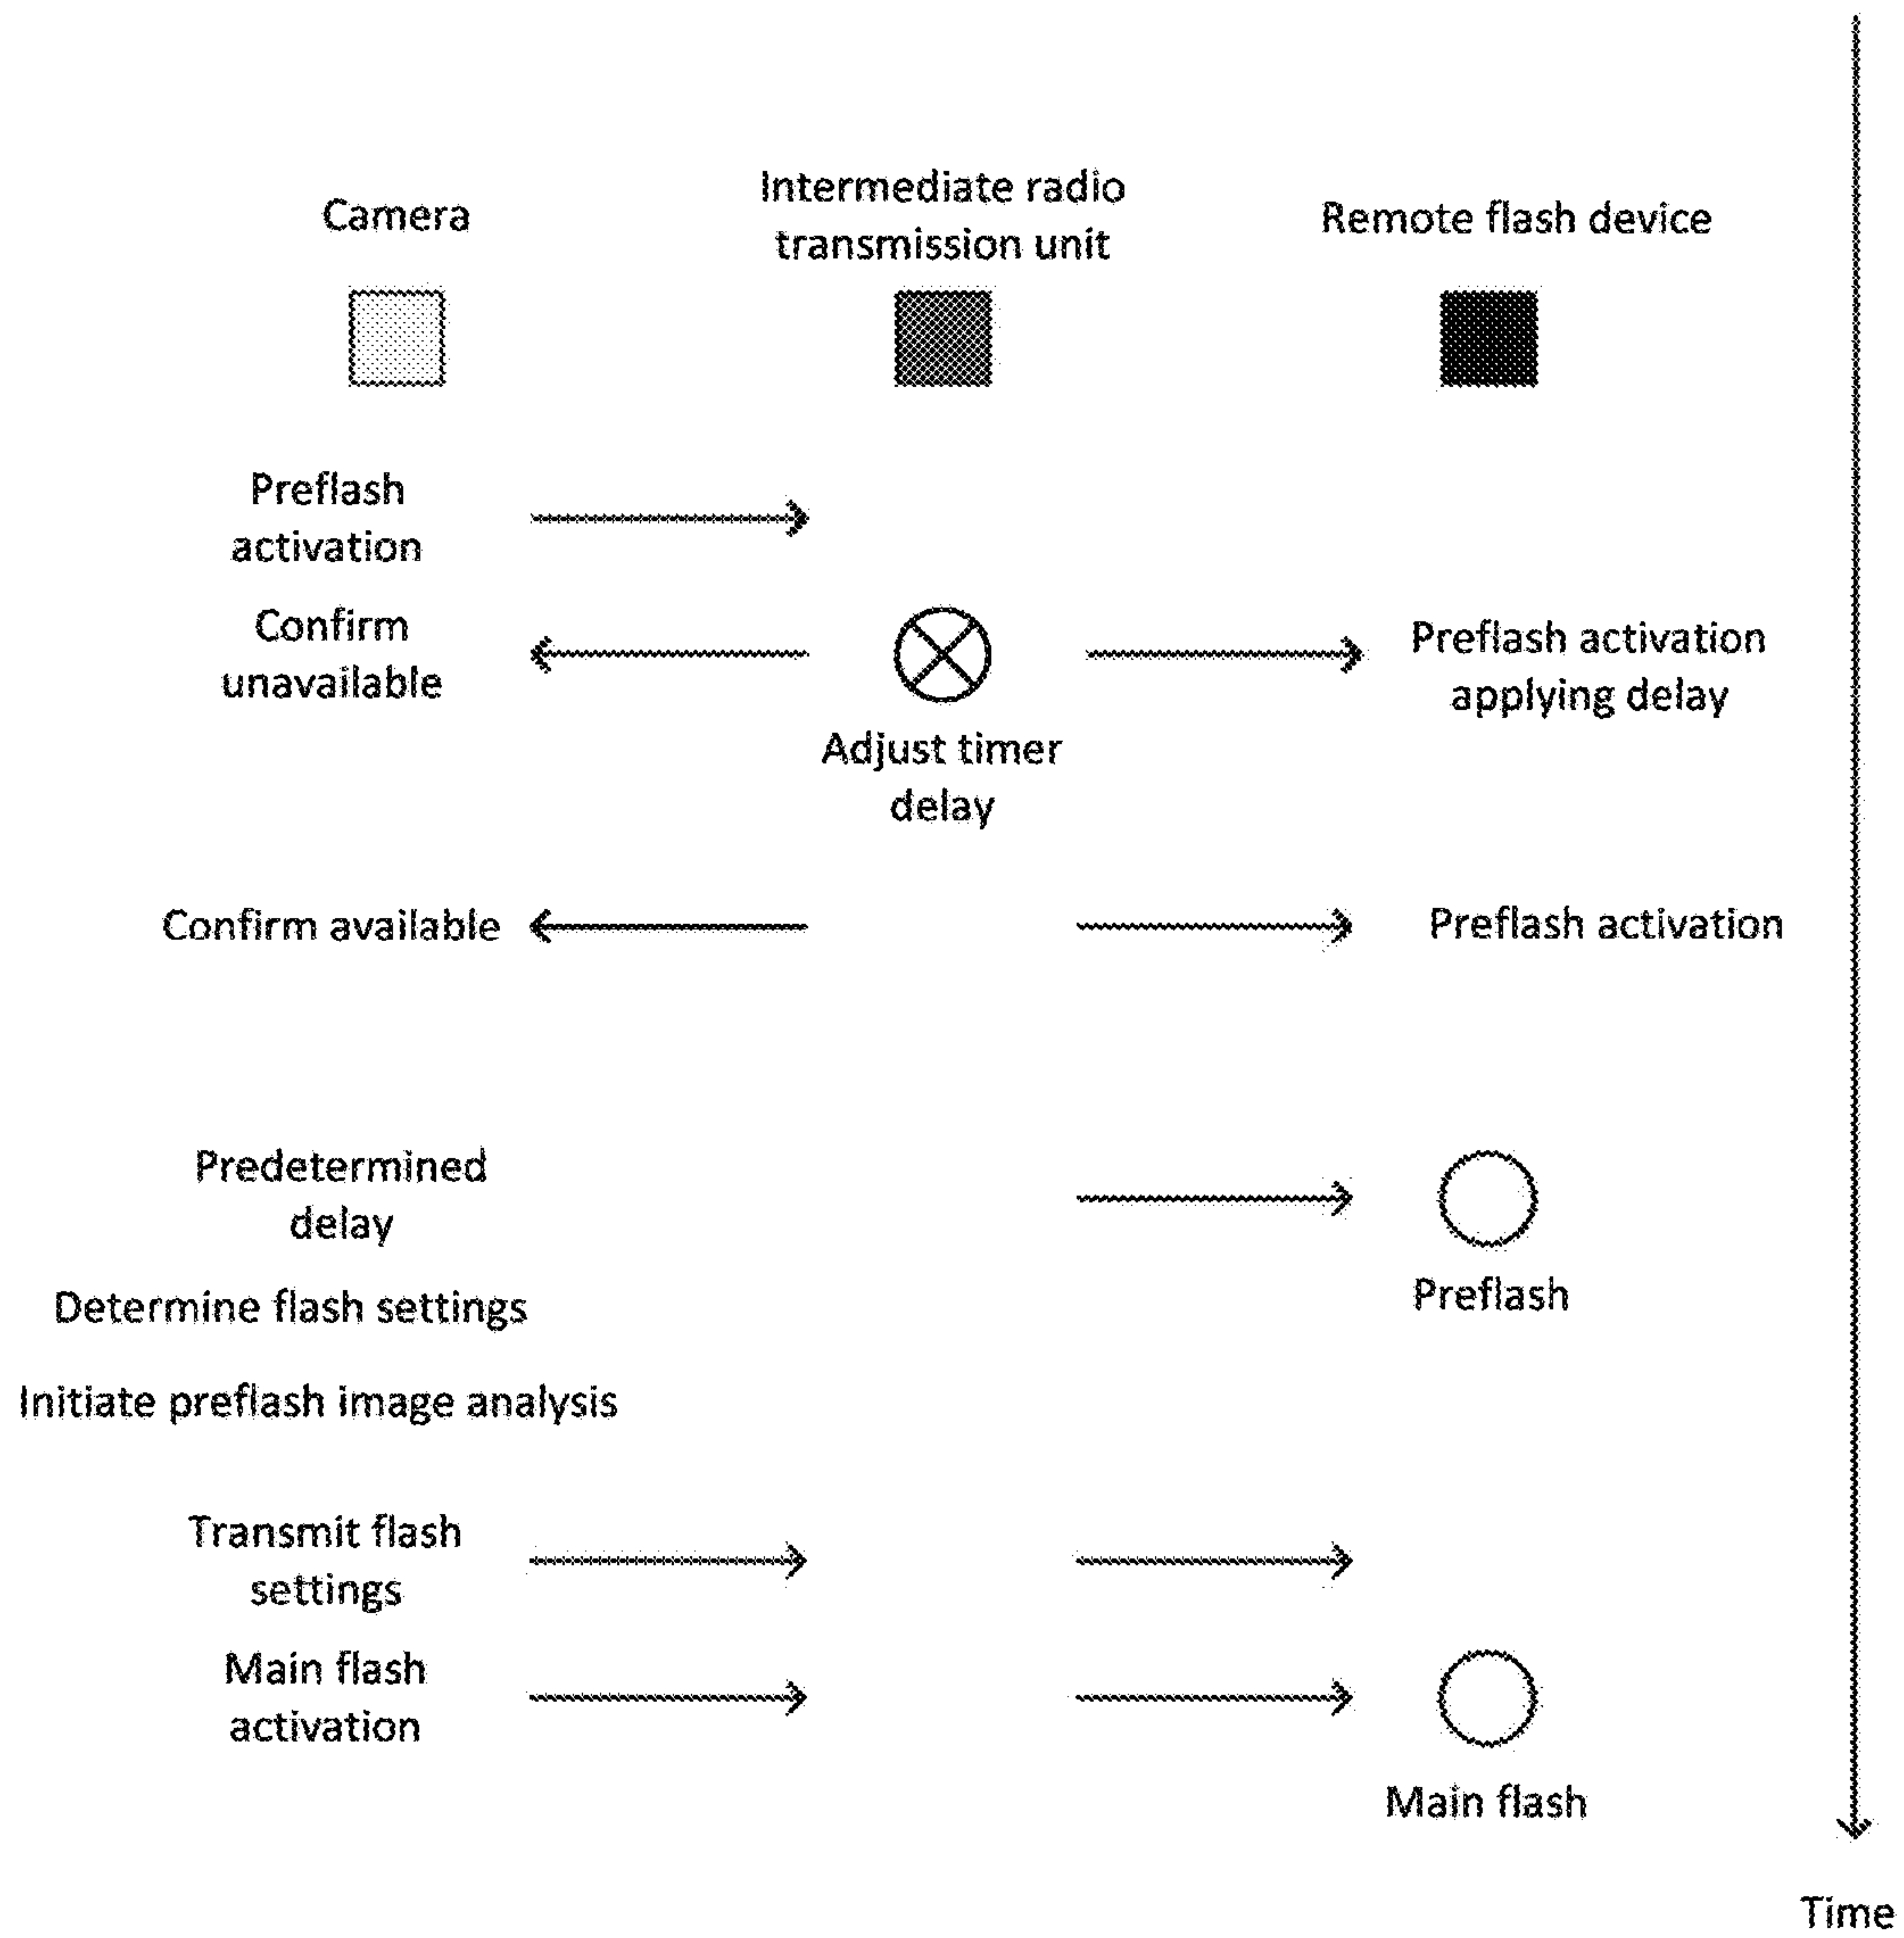 Camera
Intermediate radio
transmission unit
Remote flash device
Preflash
activation
Confirm
unavailable
Adjust timer
delay
Preflash activation
applying delay
Confirm available
Preflash activation
Predetermined
delay
Preflash
Determine flash settings
Initiate preflash image analysis
Transmit flash
settings
Main flash
activation
Main flash
Time